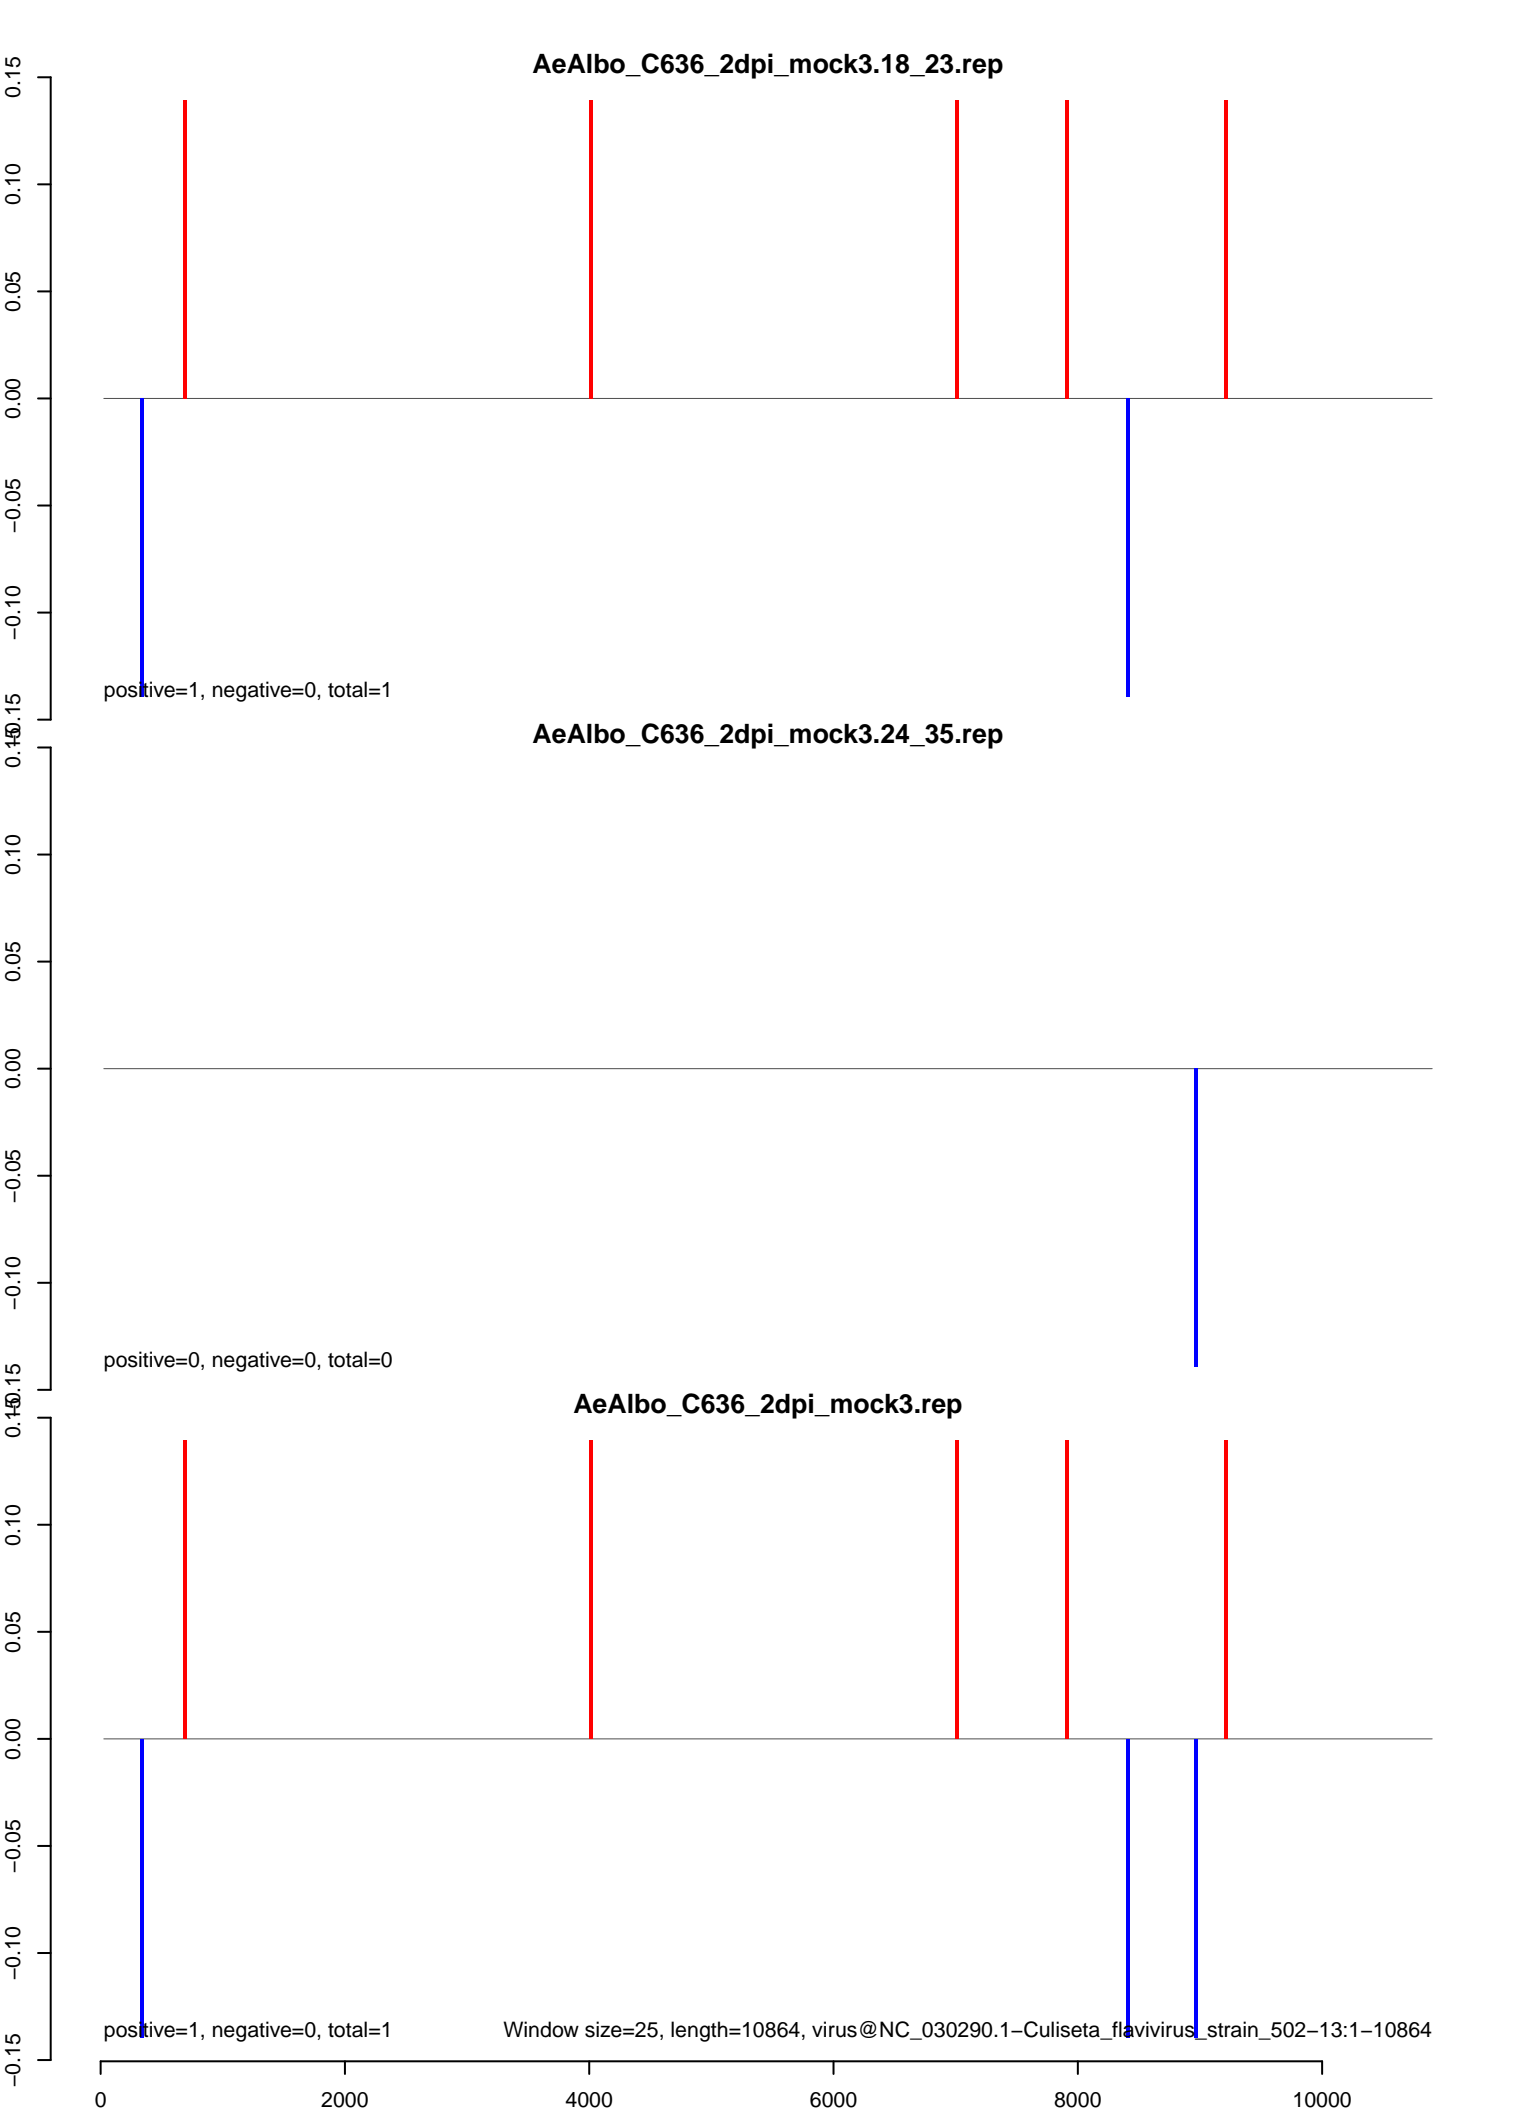 AeAlbo_C636_2dpi_mock3.18_23.rep
0.15
0.10
0.05
0.00
−0.05
−0.10
−0.15
positive=1, negative=0, total=1
AeAlbo_C636_2dpi_mock3.24_35.rep
0.15
0.10
0.05
0.00
−0.05
−0.10
−0.15
positive=0, negative=0, total=0
AeAlbo_C636_2dpi_mock3.rep
0.15
0.10
0.05
0.00
−0.05
−0.10
−0.15
positive=1, negative=0, total=1
Window size=25, length=10864, virus@NC_030290.1−Culiseta_flavivirus_strain_502−13:1−10864
0 2000 4000 6000 8000 10000